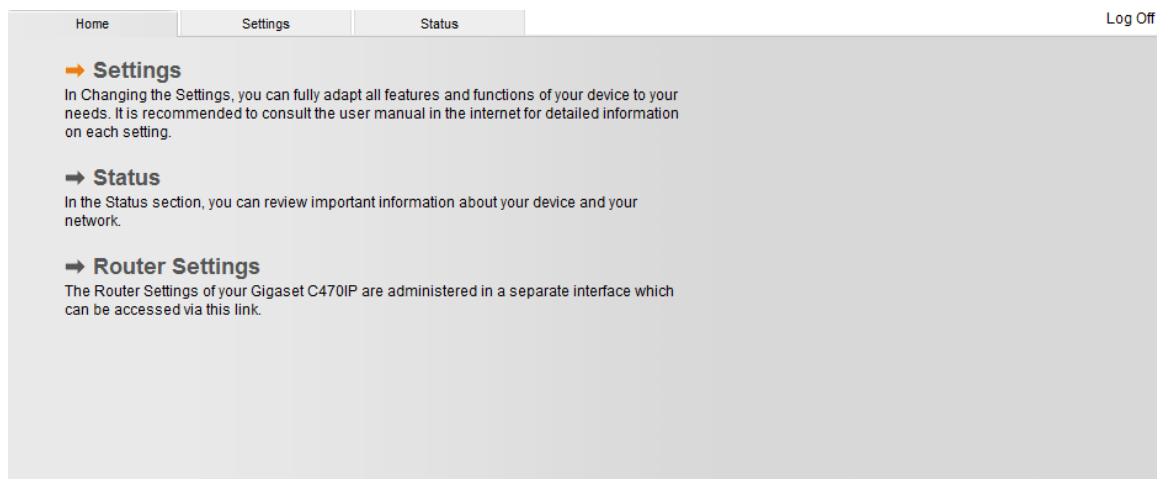 Home Settings Status Log Off
Settings
In Changing the Settings, you can fully adapt all features and functions of your device to your
needs. It is recommended to consult the user manual in the internet for detailed information
on each setting.
Status
In the Status section, you can review important information about your device and your
network.
Router Settings
The Router Settings of your Gigaset C470IP are administered in a separate interface which
can be accessed via this link.